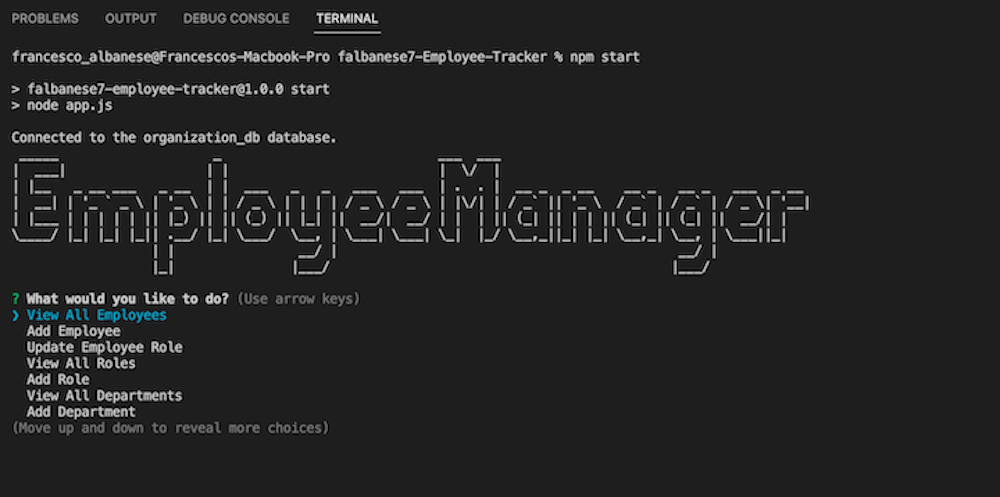 PROBLEMS OUTPUT DEBUG CONSOLE TERMINAL
francesco_albanese@Francescos-Macbook-Pro falbanese7-Employee-Tracker % npm start
> falbanese7-employee-tracker@1.0.0 start
> node app.js
Connected to the organization_db database.
EmployeeManager
? What would you like to do? (Use arrow keys)
❯ View All Employees
Add Employee
Update Employee Role
View All Roles
Add Role
View All Departments
Add Department
(Move up and down to reveal more choices)